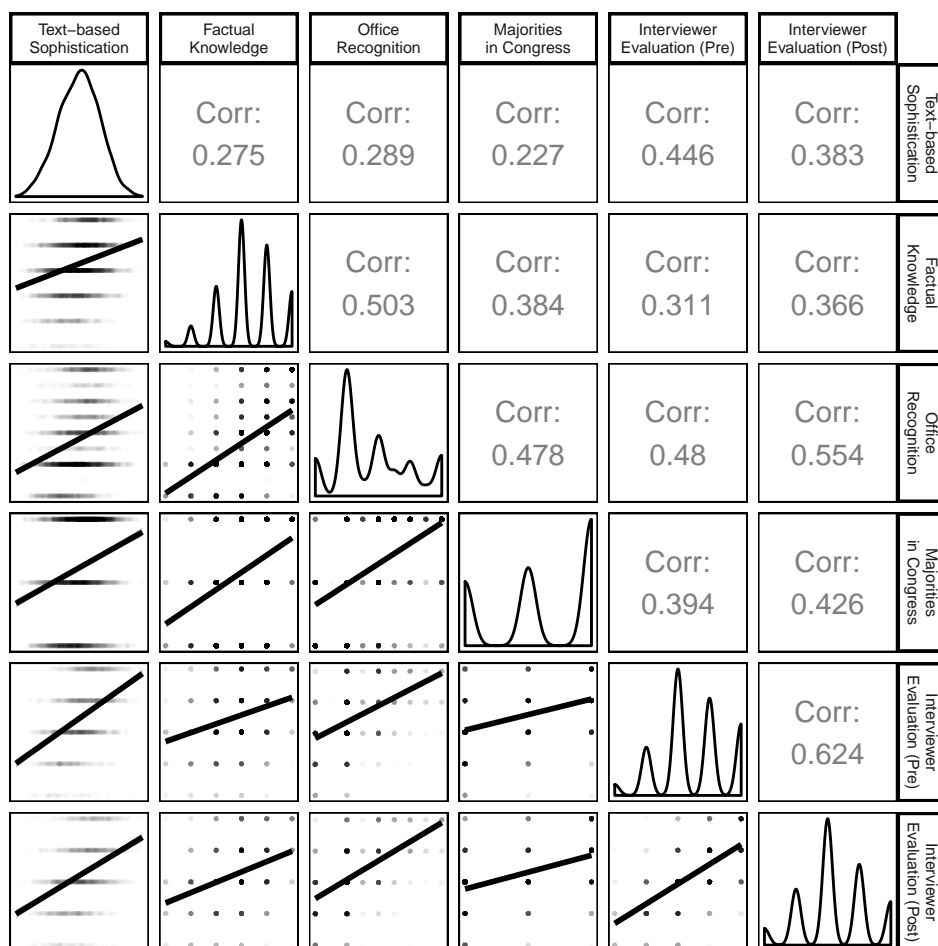 Text−based
Sophistication
Factual
Knowledge
Office
Recognition
Majorities
in Congress
Interviewer
Evaluation (Pre)
Interviewer
Evaluation (Post)
Corr:
0.275
Corr:
0.289
Corr:
0.227
Corr:
0.446
Corr:
0.383
Text−based
Sophistication
Corr:
0.503
Corr:
0.384
Corr:
0.311
Corr:
0.366
Factual
Knowledge
Corr:
0.478
Corr:
0.48
Corr:
0.554
Office
Recognition
Corr:
0.394
Corr:
0.426
Majorities
in Congress
Corr:
0.624
Interviewer
Evaluation (Pre)
Interviewer
Evaluation (Post)